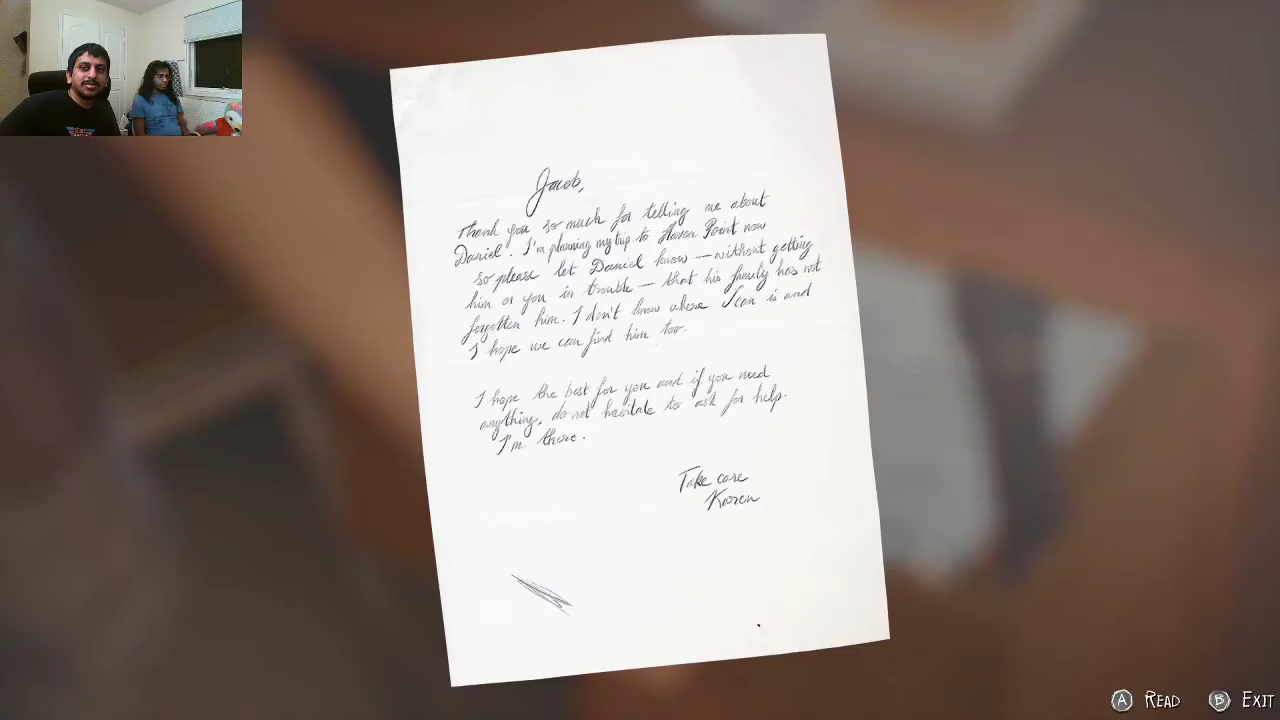 Jacob,
Thank you so much for telling me about
Daniel. I'm planning my trip to Haven Point now
so please let Daniel know — without getting
him or you in trouble — that his family has not
forgotten him. I don't know where Sean is and
I hope we can find him too.
I hope the best for you and if you need
anything, do not hesitate to ask for help.
I'm there.
Take care
Karen
A READ B EXIT